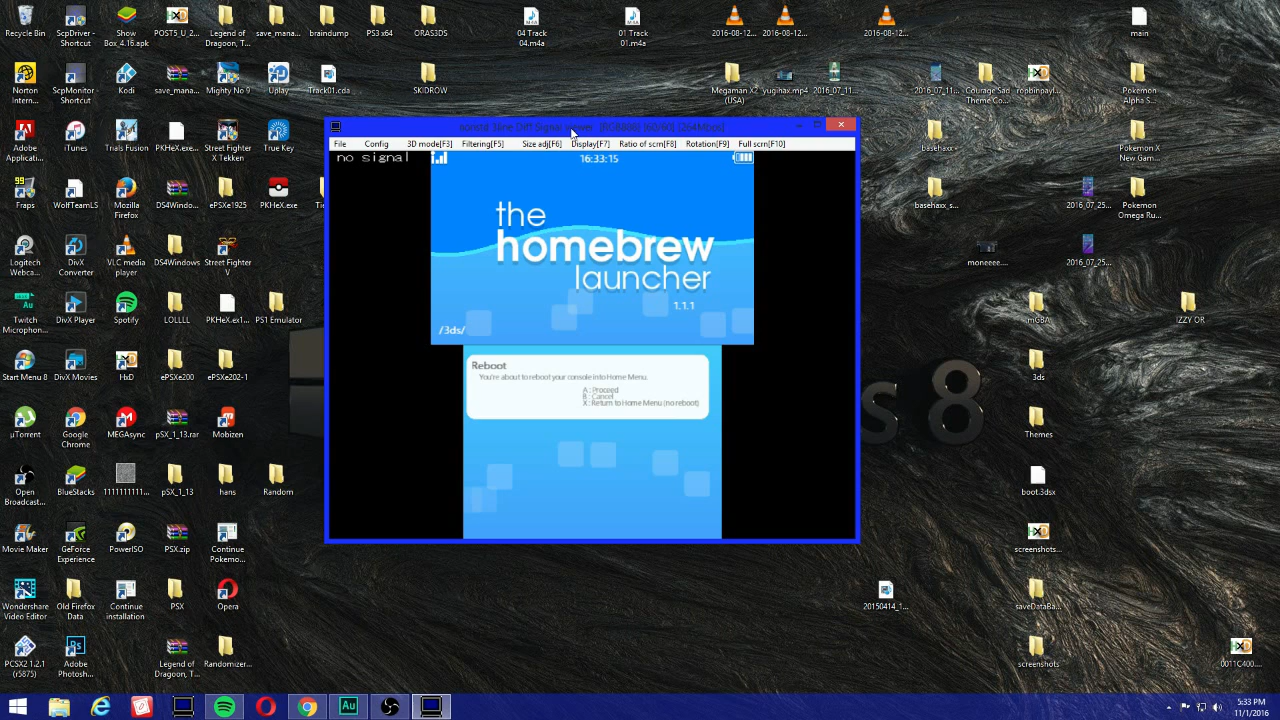 Recycle Bin
ScpDriver - Shortcut
Show Box_4.16.apk
POST5_U_2...
Legend of Dragoon, T...
save_mana...
braindump
PS3 x64
ORAS3DS
04 Track 04.m4a
01 Track 01.m4a
2016-08-12...
2016-08-12...
2016-08-12...
main
Norton Intern...
ScpMonitor - Shortcut
Kodi
save_mana...
Mighty No 9
Uplay
Track01.cda
SKIDROW
Megaman X2 (USA)
yuginax.mp4
2016_07_11...
2016_07_11...
Courage Sad Theme Co...
ropbinpayl...
Pokemon Alpha S...
Adobe Applicati...
iTunes
Trials Fusion
PKHeX.exe...
Street Fighter X Tekken
True Key
basehaxx...
Pokemon X New Gam...
Fraps
WolfTeamLS
Mozilla Firefox
DS4Windo...
ePSXe1925
PKHeX.exe
basehaxx_s...
2016_07_25...
Pokemon Omega Ru...
Logitech Webca...
DivX Converter
VLC media player
DS4Windows
Street Fighter V
moneeee....
2016_07_25...
Twitch Microphon...
DivX Player
Spotify
LOLLLL
PKHeX.ex1...
PS1 Emulator
mGBA
IZZY OR
Start Menu 8
DivX Movies
HxD
ePSXe200
ePSXe202-1
3ds
µTorrent
Google Chrome
MEGAsync
pSX_1_13.rar
Mobizen
Themes
Open Broadcast...
BlueStacks
1111111111...
pSX_1_13
hans
Random
boot.3dsx
Movie Maker
GeForce Experience
PowerISO
PSX.zip
Continue Pokemo...
screenshots...
Wondershare Video Editor
Old Firefox Data
Continue installation
PSX
Opera
20150414_1...
saveDataBa...
PCSX2 1.2.1 (r5875)
Adobe Photosh...
Legend of Dragoon, T...
Randomizer...
screenshots
0011C400....
[RGB888] [60/60] [264Mbps]
File Config 3D mode[F3] Filtering[F5] Size adj[F6] Display[F7] Ratio of scrn[F8] Rotation[F9] Full scrn[F10]
no signal
16:33:15
the
homebrew
launcher
1.1.1
/3ds/
Reboot
You're about to reboot your console into Home Menu.
A : Proceed
B : Cancel
X : Return to Home Menu (no reboot)
s 8
5:33 PM
11/1/2016